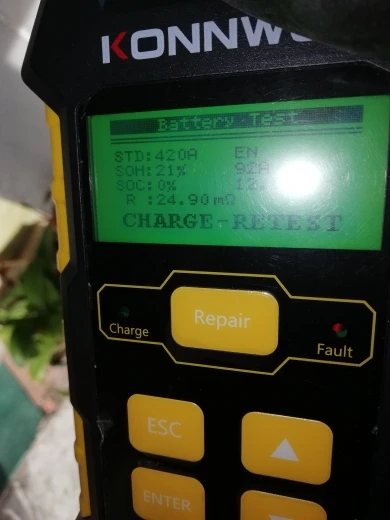 KONNW
Battery Test
STD:420A EN
SOH:21% 92A
SOC:0% 12.
R :24.90mΩ
CHARGE-RETEST
Repair
Charge
Fault
ESC
ENTER